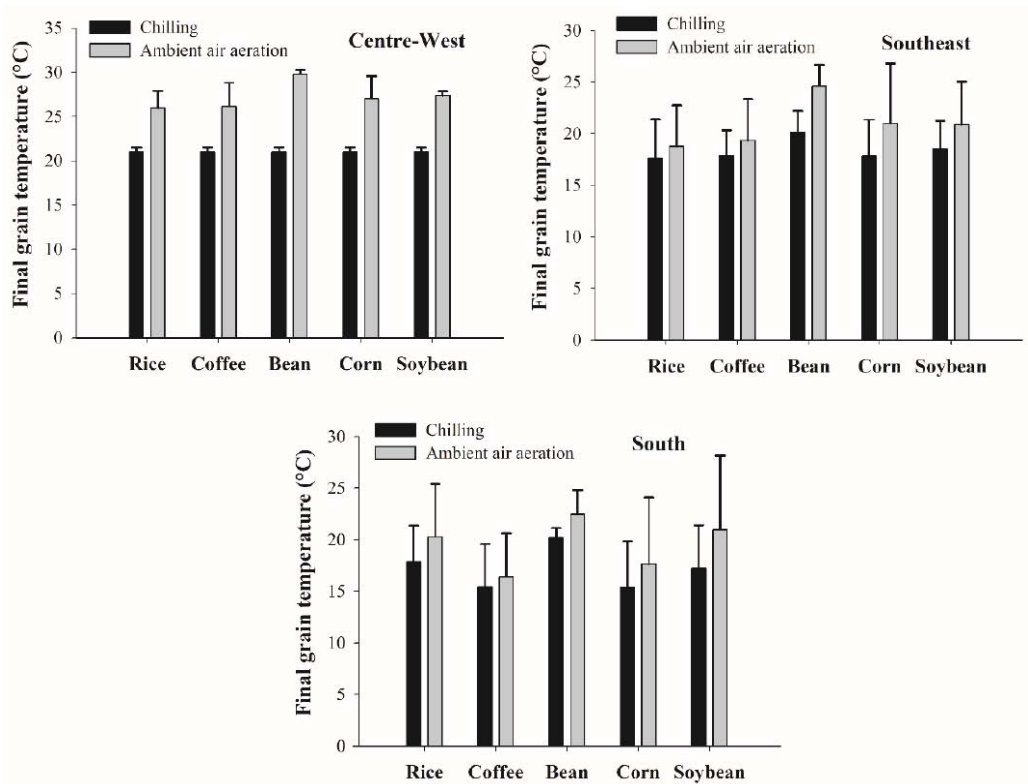 Chilling
Ambient air aeration
Centre-West
Final grain temperature (°C)
35
30
25
20
15
10
5
0
Rice Coffee Bean Corn Soybean
Chilling
Ambient air aeration
Southeast
Final grain temperature (°C)
30
25
20
15
10
5
0
Rice Coffee Bean Corn Soybean
Chilling
Ambient air aeration
South
Final grain temperature (°C)
30
25
20
15
10
5
0
Rice Coffee Bean Corn Soybean